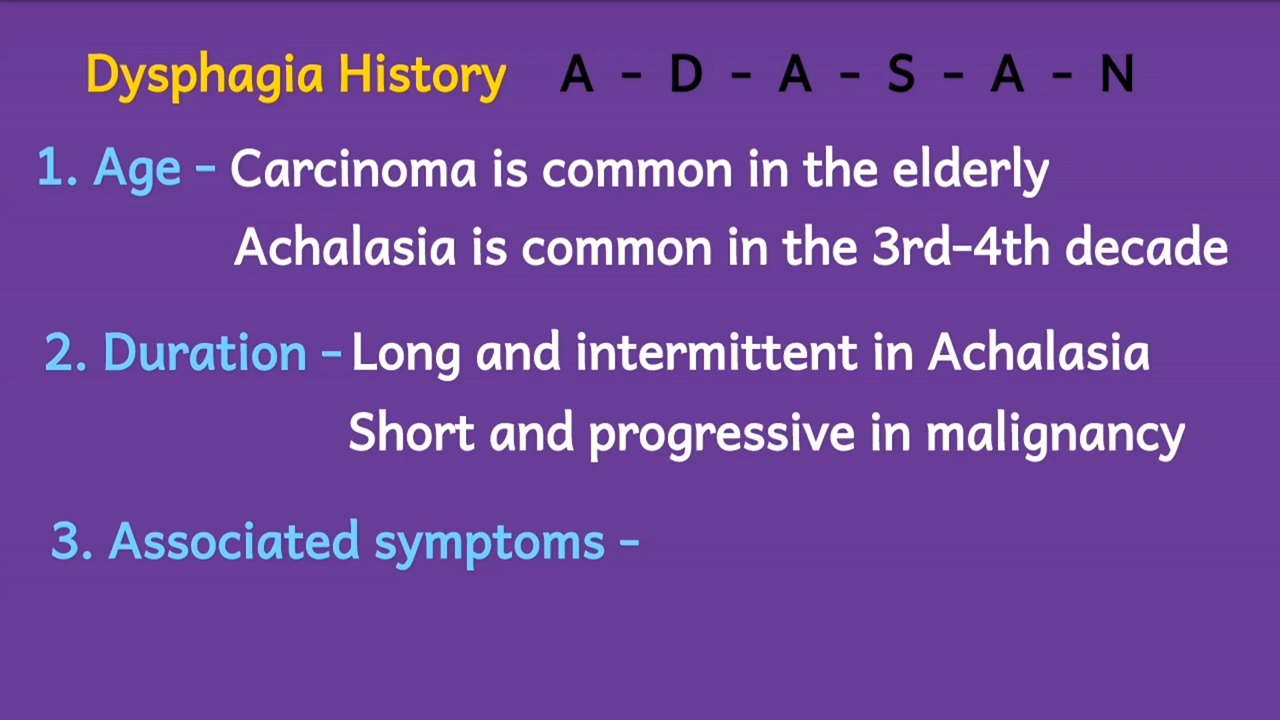 Dysphagia History A - D - A - S - A - N
1. Age - Carcinoma is common in the elderly
Achalasia is common in the 3rd-4th decade
2. Duration - Long and intermittent in Achalasia
Short and progressive in malignancy
3. Associated symptoms -